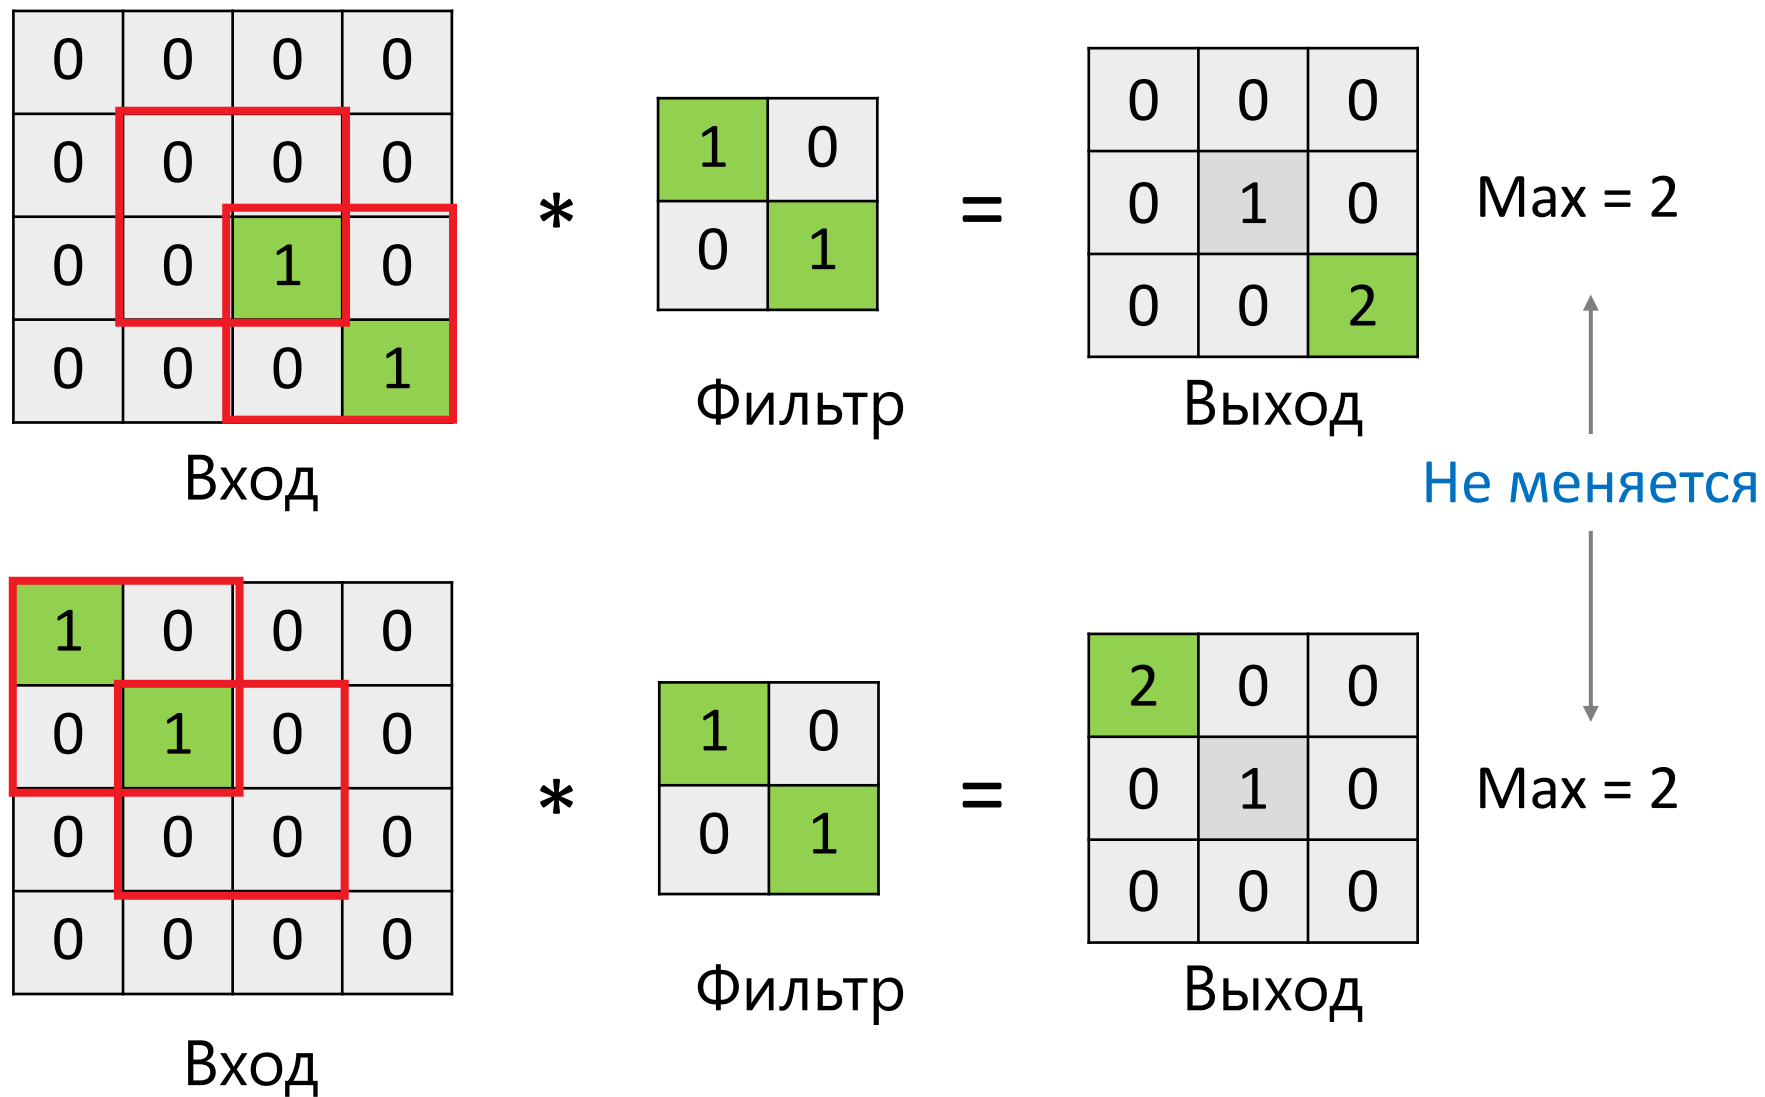 0 0 0 0
0 0 0 0
0 0 1 0
0 0 0 1
Вход
*
1 0
0 1
Фильтр
=
0 0 0
0 1 0
0 0 2
Выход
Max = 2
Не меняется
1 0 0 0
0 1 0 0
0 0 0 0
0 0 0 0
Вход
*
1 0
0 1
Фильтр
=
2 0 0
0 1 0
0 0 0
Выход
Max = 2